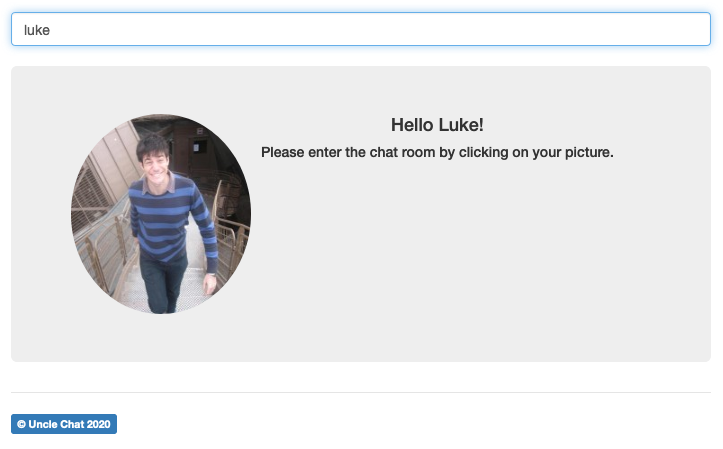 luke
Hello Luke!
Please enter the chat room by clicking on your picture.
© Uncle Chat 2020